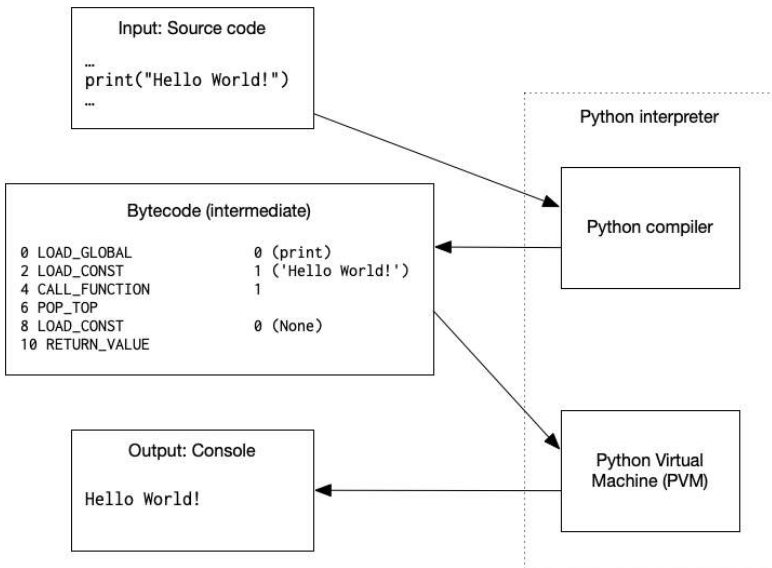 Input: Source code
…
print("Hello World!")
…
Python interpreter
Python compiler
Bytecode (intermediate)
0 LOAD_GLOBAL 0 (print)
2 LOAD_CONST 1 ('Hello World!')
4 CALL_FUNCTION 1
6 POP_TOP
8 LOAD_CONST 0 (None)
10 RETURN_VALUE
Python Virtual
Machine (PVM)
Output: Console
Hello World!